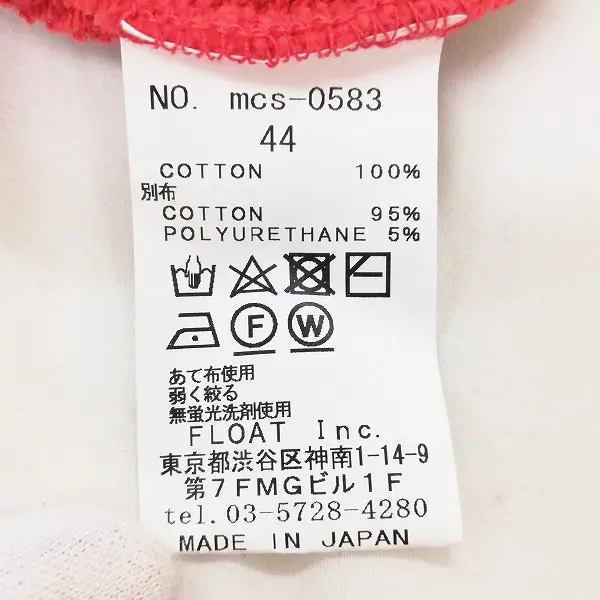 NO. mcs-0583
44
COTTON 100%
別布
COTTON 95%
POLYURETHANE 5%
F W
あて布使用
弱く絞る
無蛍光洗剤使用
FLOAT Inc.
東京都渋谷区神南1-14-9
第7FMGビル1F
tel. 03-5728-4280
MADE IN JAPAN